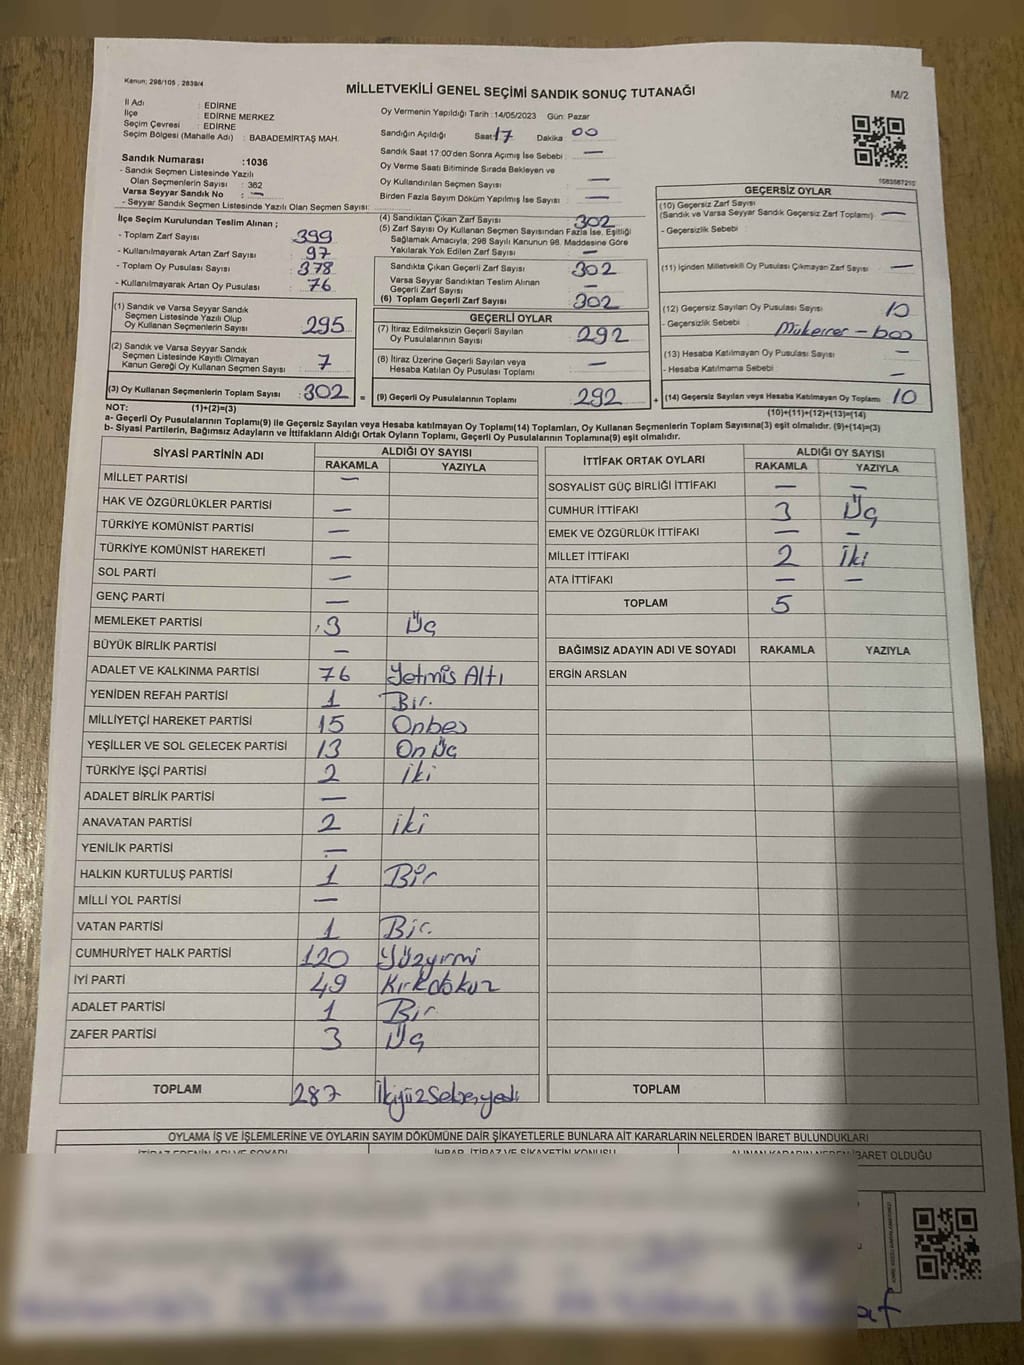 Kanun; 298/105 , 2839/4
MİLLETVEKİLİ GENEL SEÇİMİ SANDIK SONUÇ TUTANAĞI
M/2
İl Adı : EDİRNE
İlçe : EDİRNE MERKEZ
Seçim Çevresi : EDİRNE
Seçim Bölgesi (Mahalle Adı) : BABADEMİRTAŞ MAH.
Oy Vermenin Yapıldığı Tarih :14/05/2023 Gün: Pazar
Sandığın Açıldığı Saat: 17 Dakika 00
Sandık Saat 17:00'den Sonra Açımış İse Sebebi : —
Oy Verme Saati Bitiminde Sırada Bekleyen ve
Oy Kullandırılan Seçmen Sayısı : —
Birden Fazla Sayım Döküm Yapılmış İse Sayısı : —
Sandık Numarası :1036
- Sandık Seçmen Listesinde Yazılı
Olan Seçmenlerin Sayısı : 362
Varsa Seyyar Sandık No : —
- Seyyar Sandık Seçmen Listesinde Yazılı Olan Seçmen Sayısı:
İlçe Seçim Kurulundan Teslim Alınan ;
- Toplam Zarf Sayısı : 399
- Kullanılmayarak Artan Zarf Sayısı : 97
- Toplam Oy Pusulası Sayısı : 378
- Kullanılmayarak Artan Oy Pusulası : 76
(1) Sandık ve Varsa Seyyar Sandık
Seçmen Listesinde Yazılı Olup
Oy Kullanan Seçmenlerin Sayısı : 295
(2) Sandık ve Varsa Seyyar Sandık
Seçmen Listesinde Kayıtlı Olmayan
Kanun Gereği Oy Kullanan Seçmen Sayısı : 7
(3) Oy Kullanan Seçmenlerin Toplam Sayısı : 302
(4) Sandıktan Çıkan Zarf Sayısı : 302
(5) Zarf Sayısı Oy Kullanan Seçmen Sayısından Fazla İse, Eşitliği
Sağlamak Amacıyla; 298 Sayılı Kanunun 98. Maddesine Göre
Yakılarak Yok Edilen Zarf Sayısı : —
Sandıkta Çıkan Geçerli Zarf Sayısı : 302
Varsa Seyyar Sandıktan Teslim Alınan
Geçerli Zarf Sayısı : —
(6) Toplam Geçerli Zarf Sayısı : 302
GEÇERLİ OYLAR
(7) İtiraz Edilmeksizin Geçerli Sayılan
Oy Pusulalarının Sayısı : 292
(8) İtiraz Üzerine Geçerli Sayılan veya
Hesaba Katılan Oy Pusulası Toplamı : —
= (9) Geçerli Oy Pusulalarının Toplamı : 292
1683587210
GEÇERSİZ OYLAR
(10) Geçersiz Zarf Sayısı
(Sandık ve Varsa Seyyar Sandık Geçersiz Zarf Toplamı) : —
- Geçersizlik Sebebi :
(11) İçinden Milletvekili Oy Pusulası Çıkmayan Zarf Sayısı : —
(12) Geçersiz Sayılan Oy Pusulası Sayısı : 10
- Geçersizlik Sebebi : Mükerrer - boş
(13) Hesaba Katılmayan Oy Pusulası Sayısı : —
- Hesaba Katılmama Sebebi : —
+ (14) Geçersiz Sayılan veya Hesaba Katılmayan Oy Toplamı : 10
NOT: (1)+(2)=(3)
(10)+(11)+(12)+(13)=(14)
a- Geçerli Oy Pusulalarının Toplamı(9) ile Geçersiz Sayılan veya Hesaba katılmayan Oy Toplamı(14) Toplamları, Oy Kullanan Seçmenlerin Toplam Sayısına(3) eşit olmalıdır. (9)+(14)=(3)
b- Siyasi Partilerin, Bağımsız Adayların ve İttifakların Aldığı Ortak Oyların Toplamı, Geçerli Oy Pusulalarının Toplamına(9) eşit olmalıdır.
SİYASİ PARTİNİN ADI ALDIĞI OY SAYISI
RAKAMLA YAZIYLA
MİLLET PARTİSİ —
HAK VE ÖZGÜRLÜKLER PARTİSİ —
TÜRKİYE KOMÜNİST PARTİSİ —
TÜRKİYE KOMÜNİST HAREKETİ —
SOL PARTİ —
GENÇ PARTİ —
MEMLEKET PARTİSİ 3 Üç
BÜYÜK BİRLİK PARTİSİ —
ADALET VE KALKINMA PARTİSİ 76 Yetmiş Altı
YENİDEN REFAH PARTİSİ 1 Bir.
MİLLİYETÇİ HAREKET PARTİSİ 15 Onbeş
YEŞİLLER VE SOL GELECEK PARTİSİ 13 On Üç
TÜRKİYE İŞÇİ PARTİSİ 2 iki
ADALET BİRLİK PARTİSİ —
ANAVATAN PARTİSİ 2 iki
YENİLİK PARTİSİ —
HALKIN KURTULUŞ PARTİSİ 1 Bir
MİLLİ YOL PARTİSİ —
VATAN PARTİSİ 1 Bir.
CUMHURİYET HALK PARTİSİ 120 Yüzyirmi
İYİ PARTİ 49 Kırkdokuz
ADALET PARTİSİ 1 Bir
ZAFER PARTİSİ 3 Üç
TOPLAM 287 İkiyüzSeksenyedi
İTTİFAK ORTAK OYLARI ALDIĞI OY SAYISI
RAKAMLA YAZIYLA
SOSYALİST GÜÇ BİRLİĞİ İTTİFAKI — —
CUMHUR İTTİFAKI 3 Üç
EMEK VE ÖZGÜRLÜK İTTİFAKI — —
MİLLET İTTİFAKI 2 İki
ATA İTTİFAKI — —
TOPLAM 5
BAĞIMSIZ ADAYIN ADI VE SOYADI RAKAMLA YAZIYLA
ERGİN ARSLAN
TOPLAM
OYLAMA İŞ VE İŞLEMLERİNE VE OYLARIN SAYIM DÖKÜMÜNE DAİR ŞİKAYETLERLE BUNLARA AİT KARARLARIN NELERDEN İBARET BULUNDUKLARI
İTİRAZ EDENİN ADI VE SOYADI İHBAR, İTİRAZ VE ŞİKAYETİN KONUSU ALINAN KARARIN NEDEN İBARET OLDUĞU